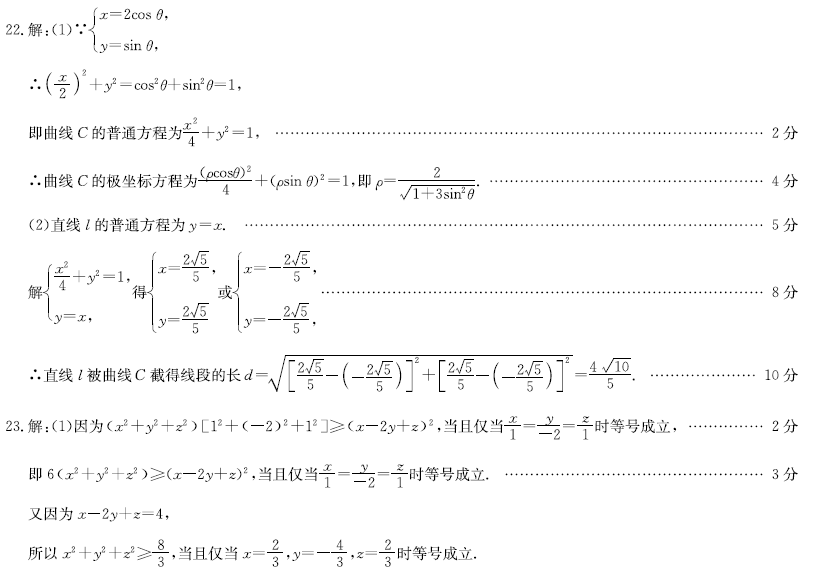 22.解:(1)∵{x=2cos θ, y=sin θ,
∴(x/2)²+y²=cos²θ+sin²θ=1,
即曲线C的普通方程为x²/4+y²=1, …… 2分
∴曲线C的极坐标方程为(ρcosθ)²/4+(ρsin θ)²=1,即ρ=2/√(1+3sin²θ). …… 4分
(2)直线l的普通方程为y=x. …… 5分
解{x²/4+y²=1, y=x, 得{x=2√5/5, y=2√5/5 或{x=-2√5/5, y=-2√5/5, …… 8分
∴直线l被曲线C截得线段的长d=√([2√5/5-(-2√5/5)]²+[2√5/5-(-2√5/5)]²)=4√10/5. …… 10分
23.解:(1)因为(x²+y²+z²)[1²+(-2)²+1²]≥(x-2y+z)²,当且仅当x/1=y/-2=z/1时等号成立, …… 2分
即6(x²+y²+z²)≥(x-2y+z)²,当且仅当x/1=y/-2=z/1时等号成立. …… 3分
又因为x-2y+z=4,
所以x²+y²+z²≥8/3,当且仅当x=2/3,y=-4/3,z=2/3时等号成立.